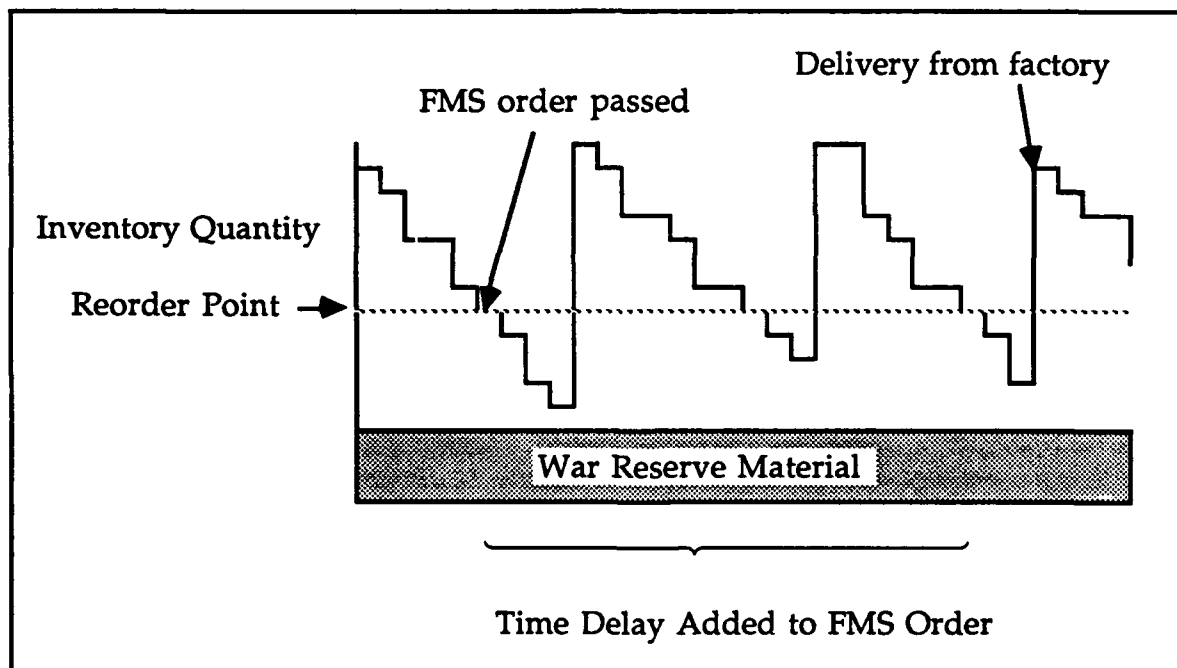 Delivery from factory
FMS order passed
Inventory Quantity
Reorder Point
War Reserve Material
Time Delay Added to FMS Order